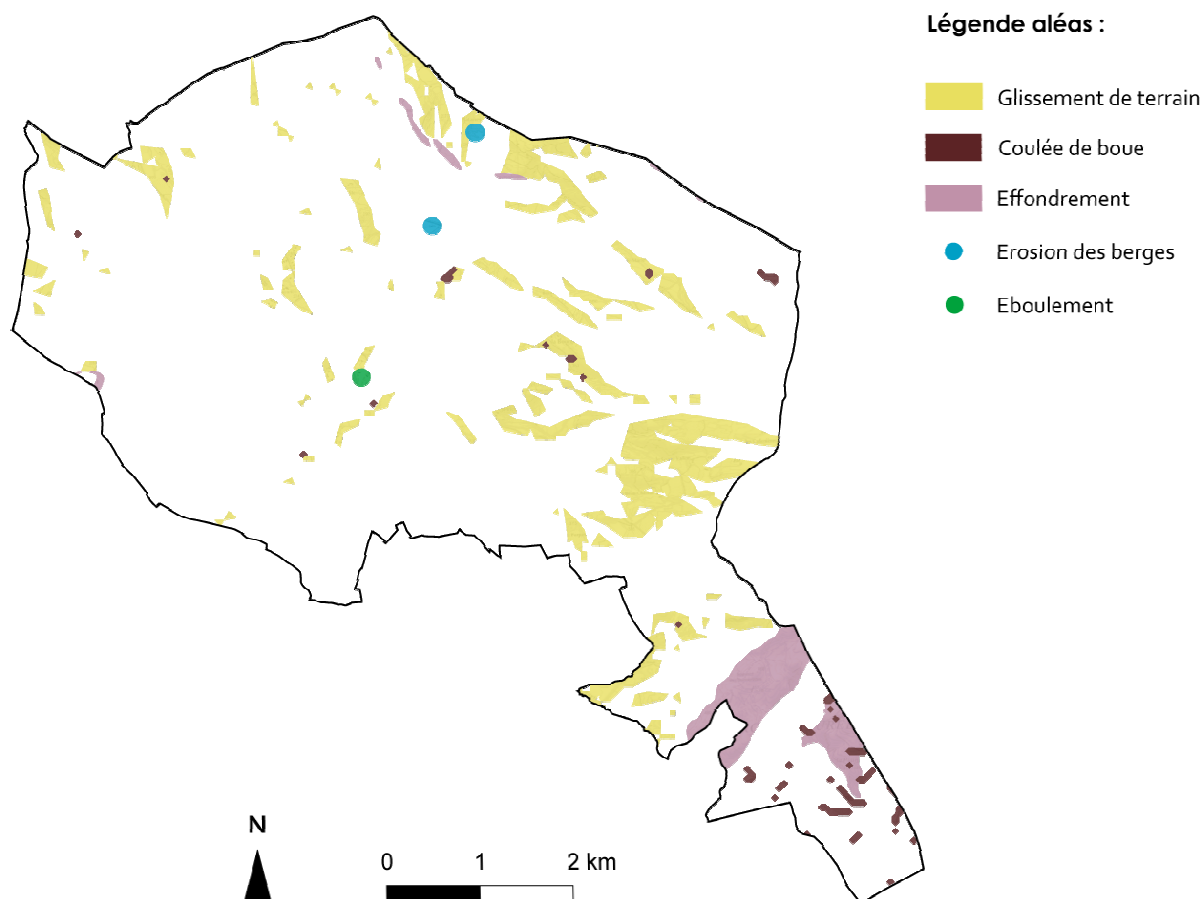 Légende aléas :
Glissement de terrain
Coulée de boue
Effondrement
Erosion des berges
Eboulement
N
0 1 2 km